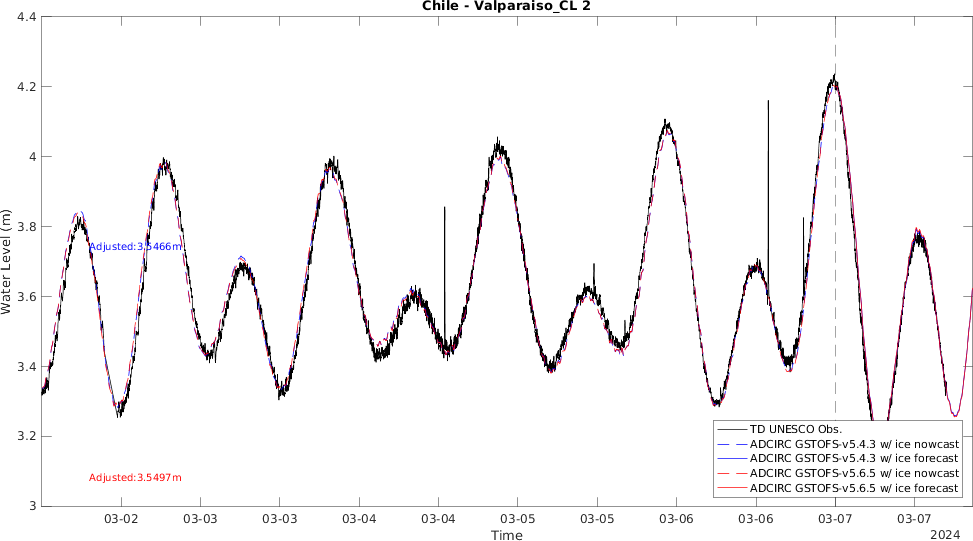 Chile - Valparaiso_CL 2
Water Level (m)
4.4
4.2
4
3.8
3.6
3.4
3.2
3
Adjusted:3.5466m
Adjusted:3.5497m
TD UNESCO Obs.
ADCIRC GSTOFS-v5.4.3 w/ ice nowcast
ADCIRC GSTOFS-v5.4.3 w/ ice forecast
ADCIRC GSTOFS-v5.6.5 w/ ice nowcast
ADCIRC GSTOFS-v5.6.5 w/ ice forecast
03-02 03-03 03-03 03-04 03-04 03-05 03-05 03-06 03-06 03-07 03-07
Time
2024